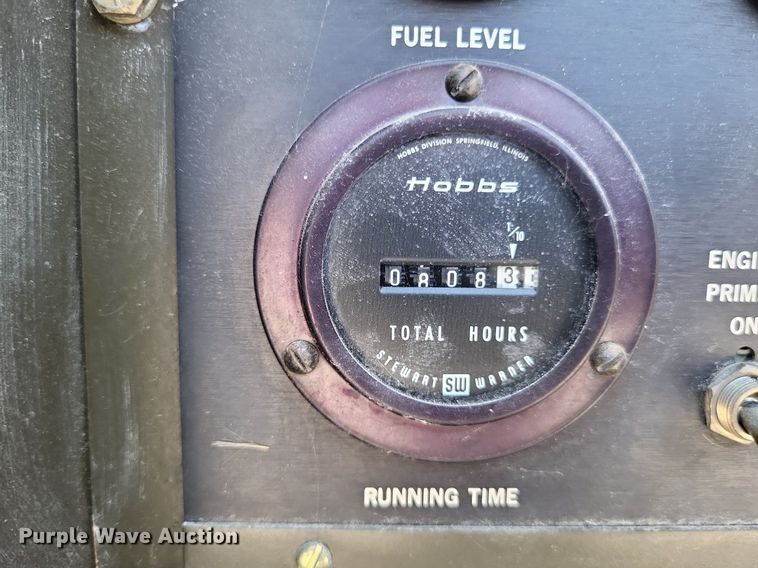 FUEL LEVEL
HOBBS DIVISION SPRINGFIELD, ILLINOIS
Hobbs
1/10
0808 3
TOTAL HOURS
STEWART SW WARNER
ENGI
PRIM
ON
RUNNING TIME
Purple Wave Auction